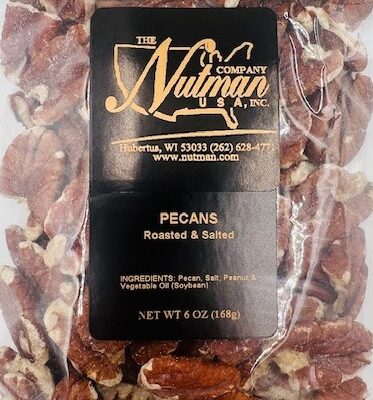 THE
Nutman
COMPANY
USA, INC.
Hubertus, WI 53033 (262) 628-477
www.nutman.com
PECANS
Roasted & Salted
INGREDIENTS: Pecan, Salt, Peanut &
Vegetable Oil (Soybean)
NET WT 6 OZ (168g)